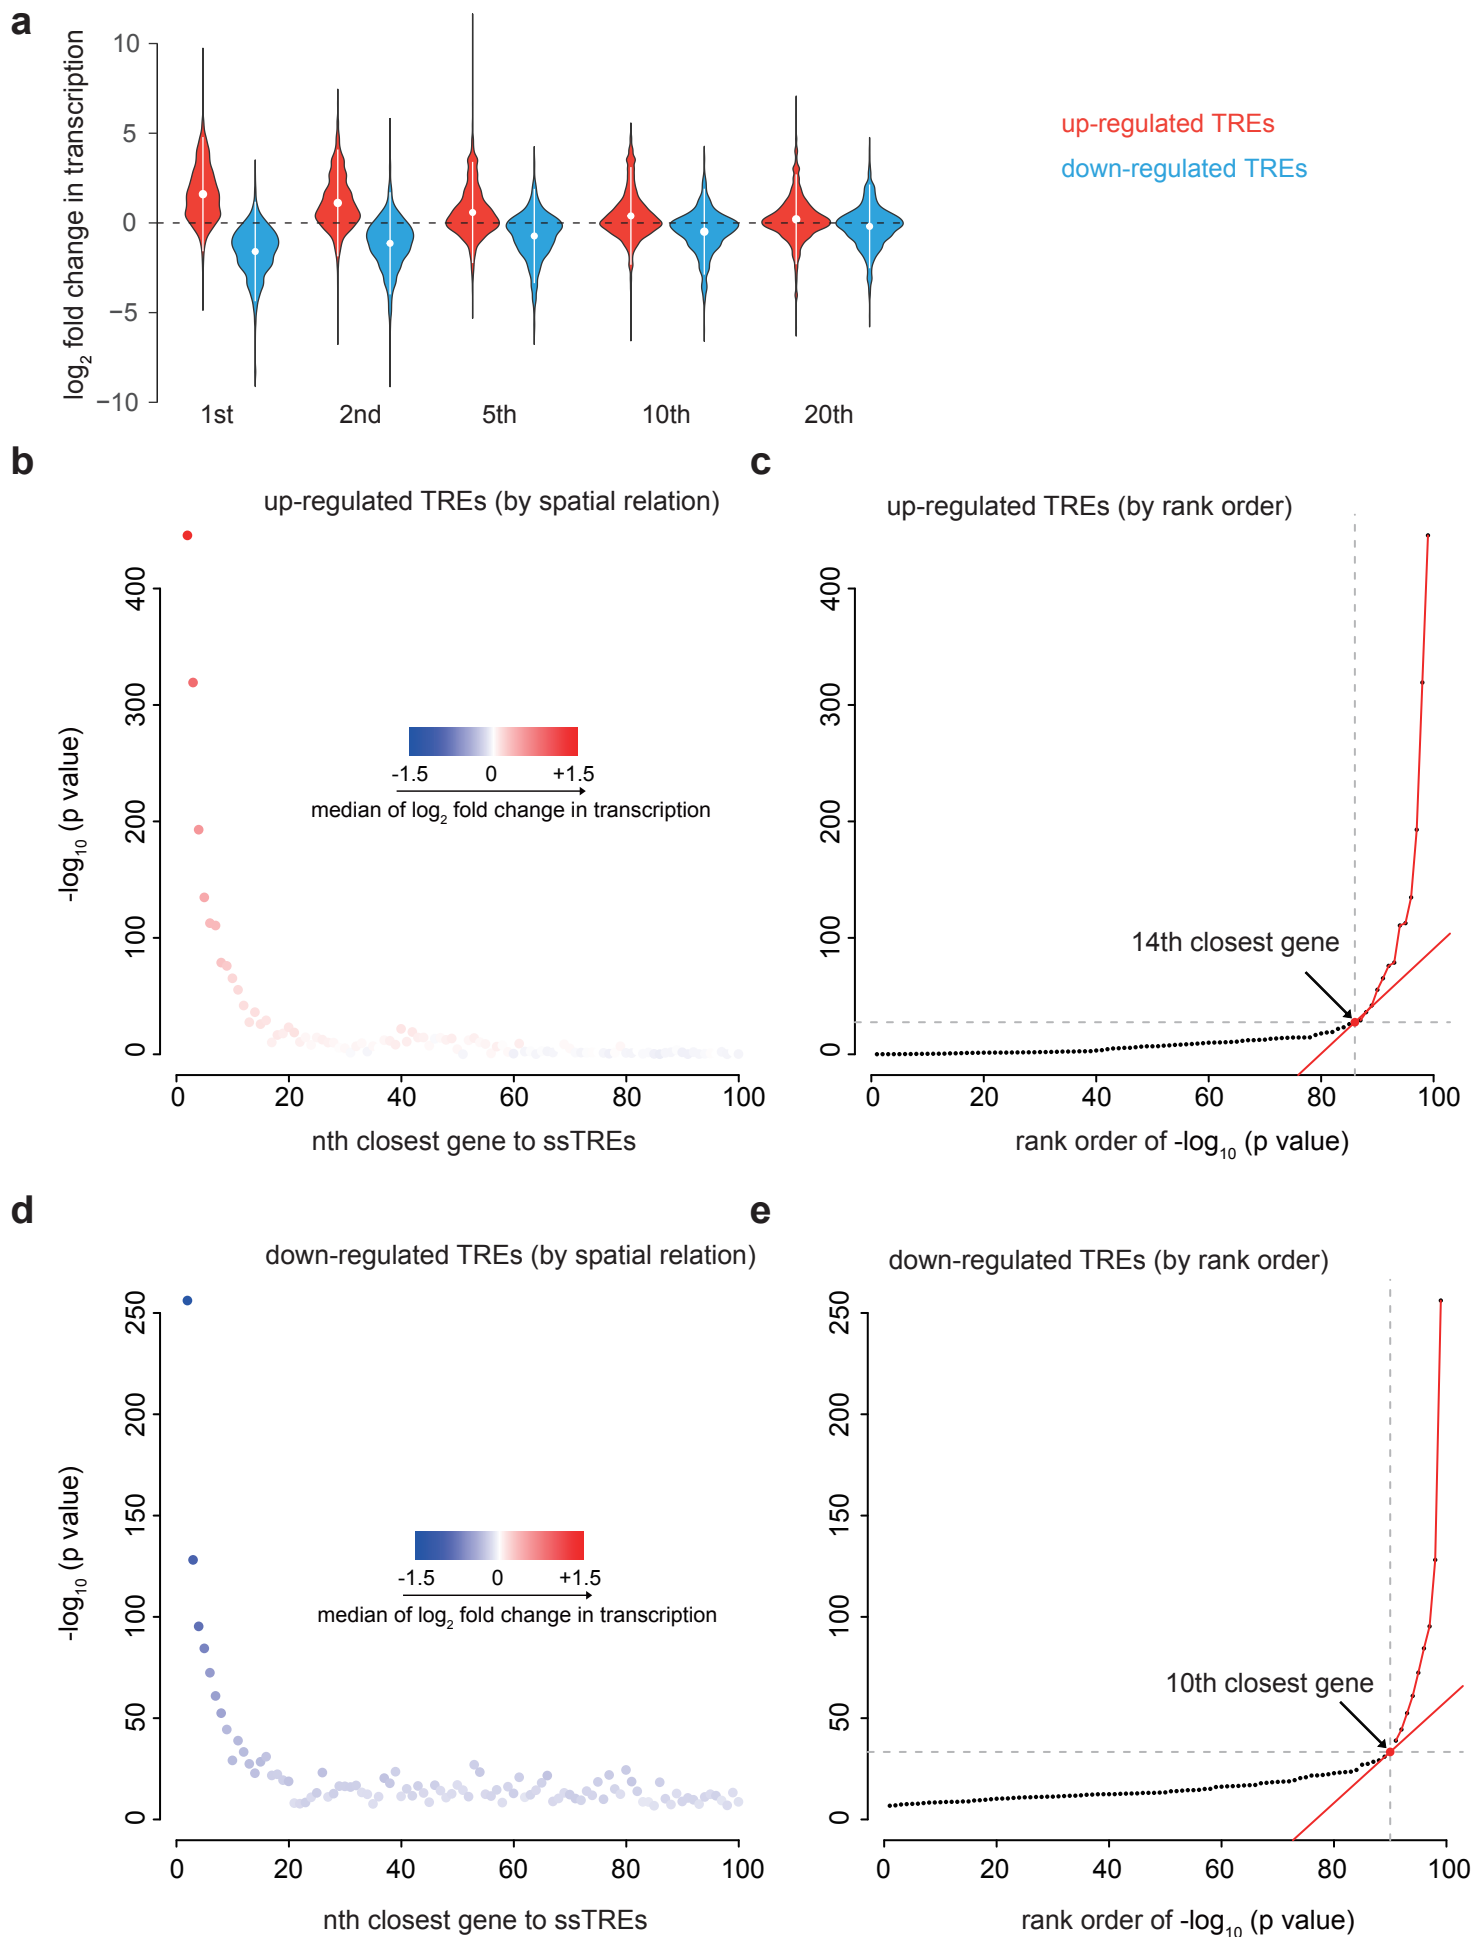 a
log2 fold change in transcription
10
5
0
−5
−10
1st 2nd 5th 10th 20th
up-regulated TREs
down-regulated TREs
b
up-regulated TREs (by spatial relation)
-log10 (p value)
400
300
200
100
0
-1.5 0 +1.5
median of log2 fold change in transcription
0 20 40 60 80 100
nth closest gene to ssTREs
c
up-regulated TREs (by rank order)
400
300
200
100
0
14th closest gene
0 20 40 60 80 100
rank order of -log10 (p value)
d
down-regulated TREs (by spatial relation)
-log10 (p value)
250
200
150
100
50
0
-1.5 0 +1.5
median of log2 fold change in transcription
0 20 40 60 80 100
nth closest gene to ssTREs
e
down-regulated TREs (by rank order)
250
200
150
100
50
0
10th closest gene
0 20 40 60 80 100
rank order of -log10 (p value)